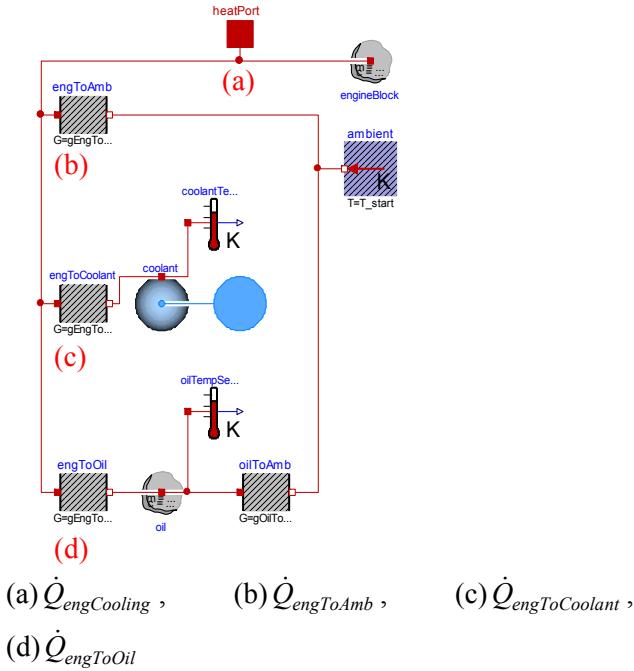 heatPort
(a)
engineBlock
engToAmb
G=gEngTo...
(b)
ambient
K
T=T_start
coolantTe...
K
engToCoolant
coolant
G=gEngTo...
(c)
oilTempSe...
K
engToOil
oilToAmb
G=gEngTo...
oil
G=gOilTo...
(d)
(a) Q̇engCooling , (b) Q̇engToAmb , (c) Q̇engToCoolant ,
(d) Q̇engToOil